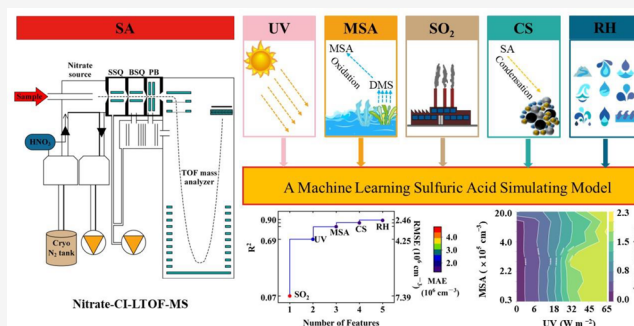 SA
UV
MSA
SO₂
CS
RH
Nitrate
source
SSQ
BSQ
PB
Sample
HNO₃
TOF mass
analyzer
Cryo
N₂ tank
Nitrate-CI-LTOF-MS
MSA
Oxidation
DMS
SA
Condensation
A Machine Learning Sulfuric Acid Simulating Model
R²
0.90
0.69
0.07
SO₂
UV
MSA
CS
RH
2.46
4.25
7.39
RMSE (10⁶ cm⁻³)
1
2
3
4
5
Number of Features
4.0
3.0
2.0
MAE
(10⁶ cm⁻³)
MSA (×10⁵ cm⁻³)
20.0
4.0
2.2
0.3
0
6
18
32
45
65
UV (W m⁻²)
2.3
1.5
0.8
0.0